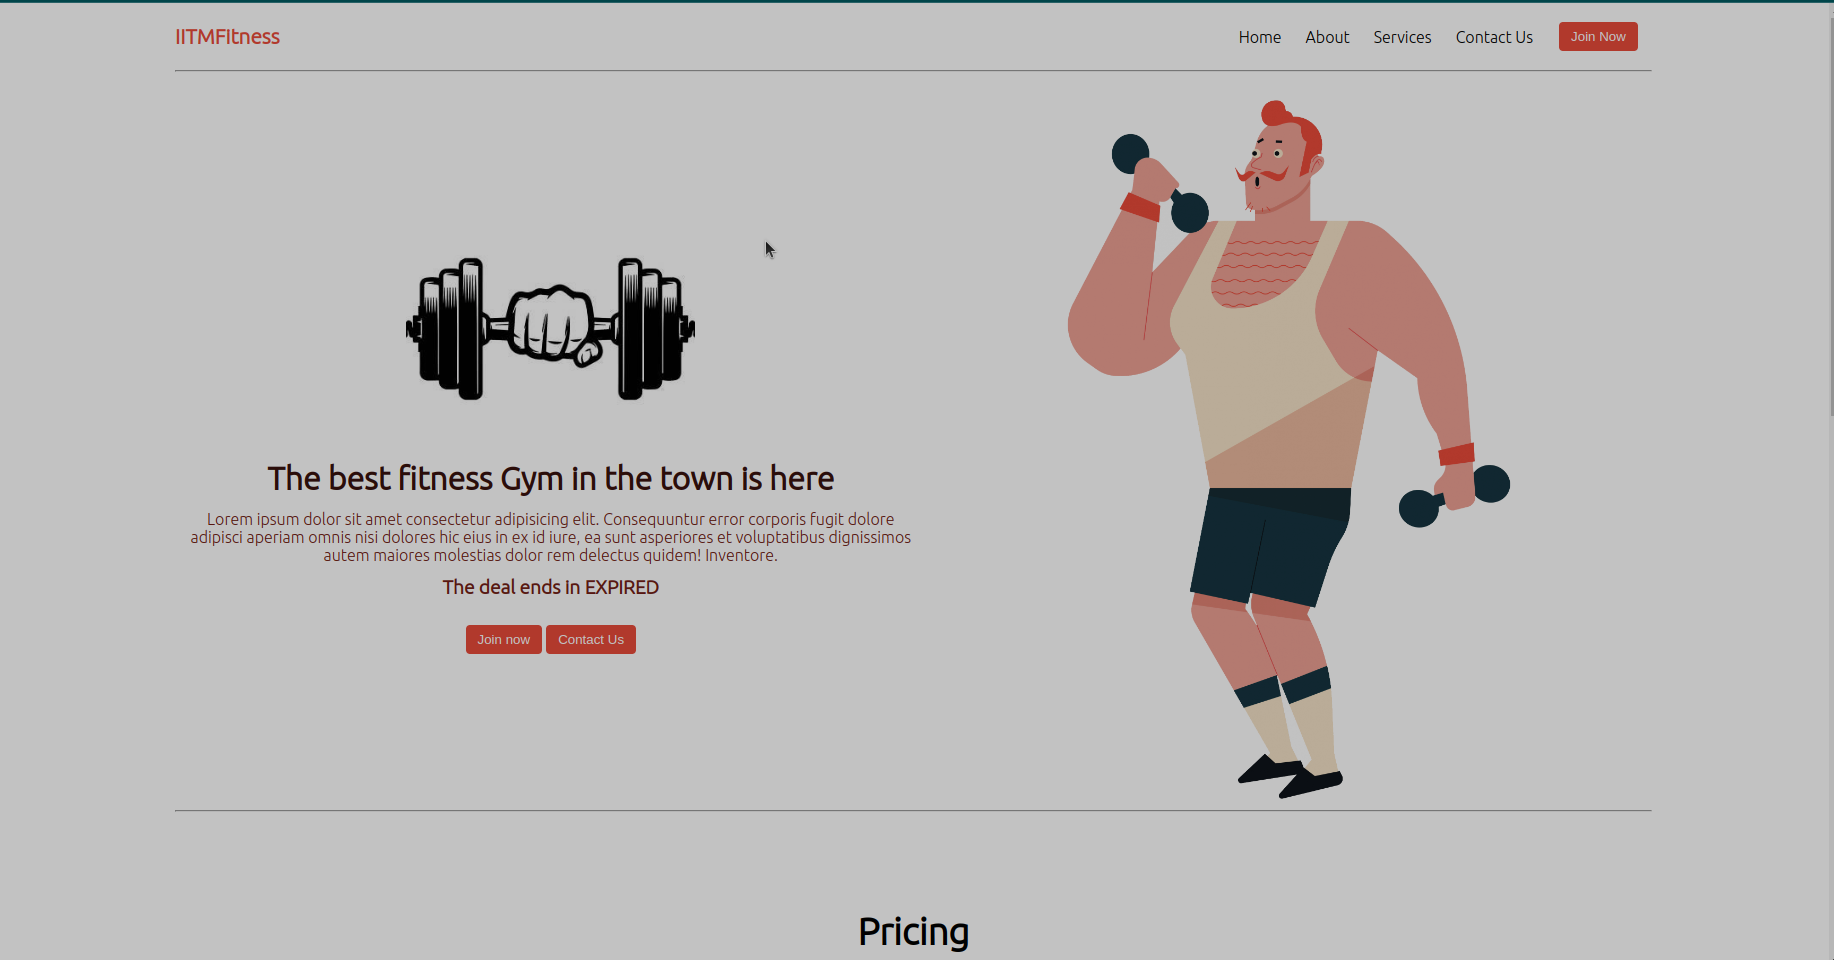 IITMFItness
Home
About
Services
Contact Us
Join Now
The best fitness Gym in the town is here
Lorem ipsum dolor sit amet consectetur adipisicing elit. Consequuntur error corporis fugit dolore
adipisci aperiam omnis nisi dolores hic eius in ex id iure, ea sunt asperiores et voluptatibus dignissimos
autem maiores molestias dolor rem delectus quidem! Inventore.
The deal ends in EXPIRED
Join now
Contact Us
Pricing